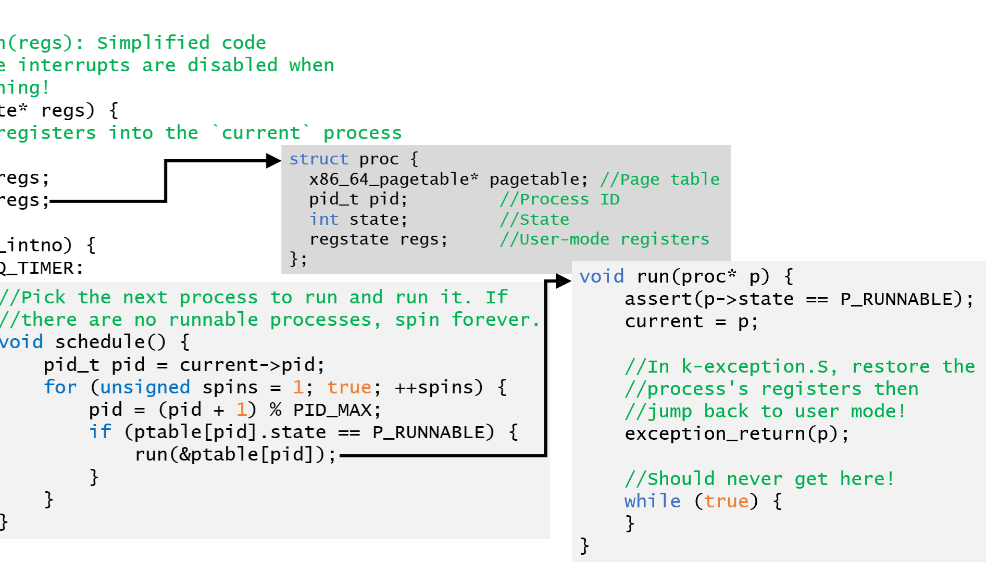 n(regs): Simplified code
e interrupts are disabled when
ning!
te* regs) {
registers into the `current` process
regs;
regs;
_intno) {
Q_TIMER:
struct proc {
x86_64_pagetable* pagetable; //Page table
pid_t pid; //Process ID
int state; //State
regstate regs; //User-mode registers
};
//Pick the next process to run and run it. If
//there are no runnable processes, spin forever.
void schedule() {
pid_t pid = current->pid;
for (unsigned spins = 1; true; ++spins) {
pid = (pid + 1) % PID_MAX;
if (ptable[pid].state == P_RUNNABLE) {
run(&ptable[pid]);
}
}
}
void run(proc* p) {
assert(p->state == P_RUNNABLE);
current = p;
//In k-exception.S, restore the
//process's registers then
//jump back to user mode!
exception_return(p);
//Should never get here!
while (true) {
}
}